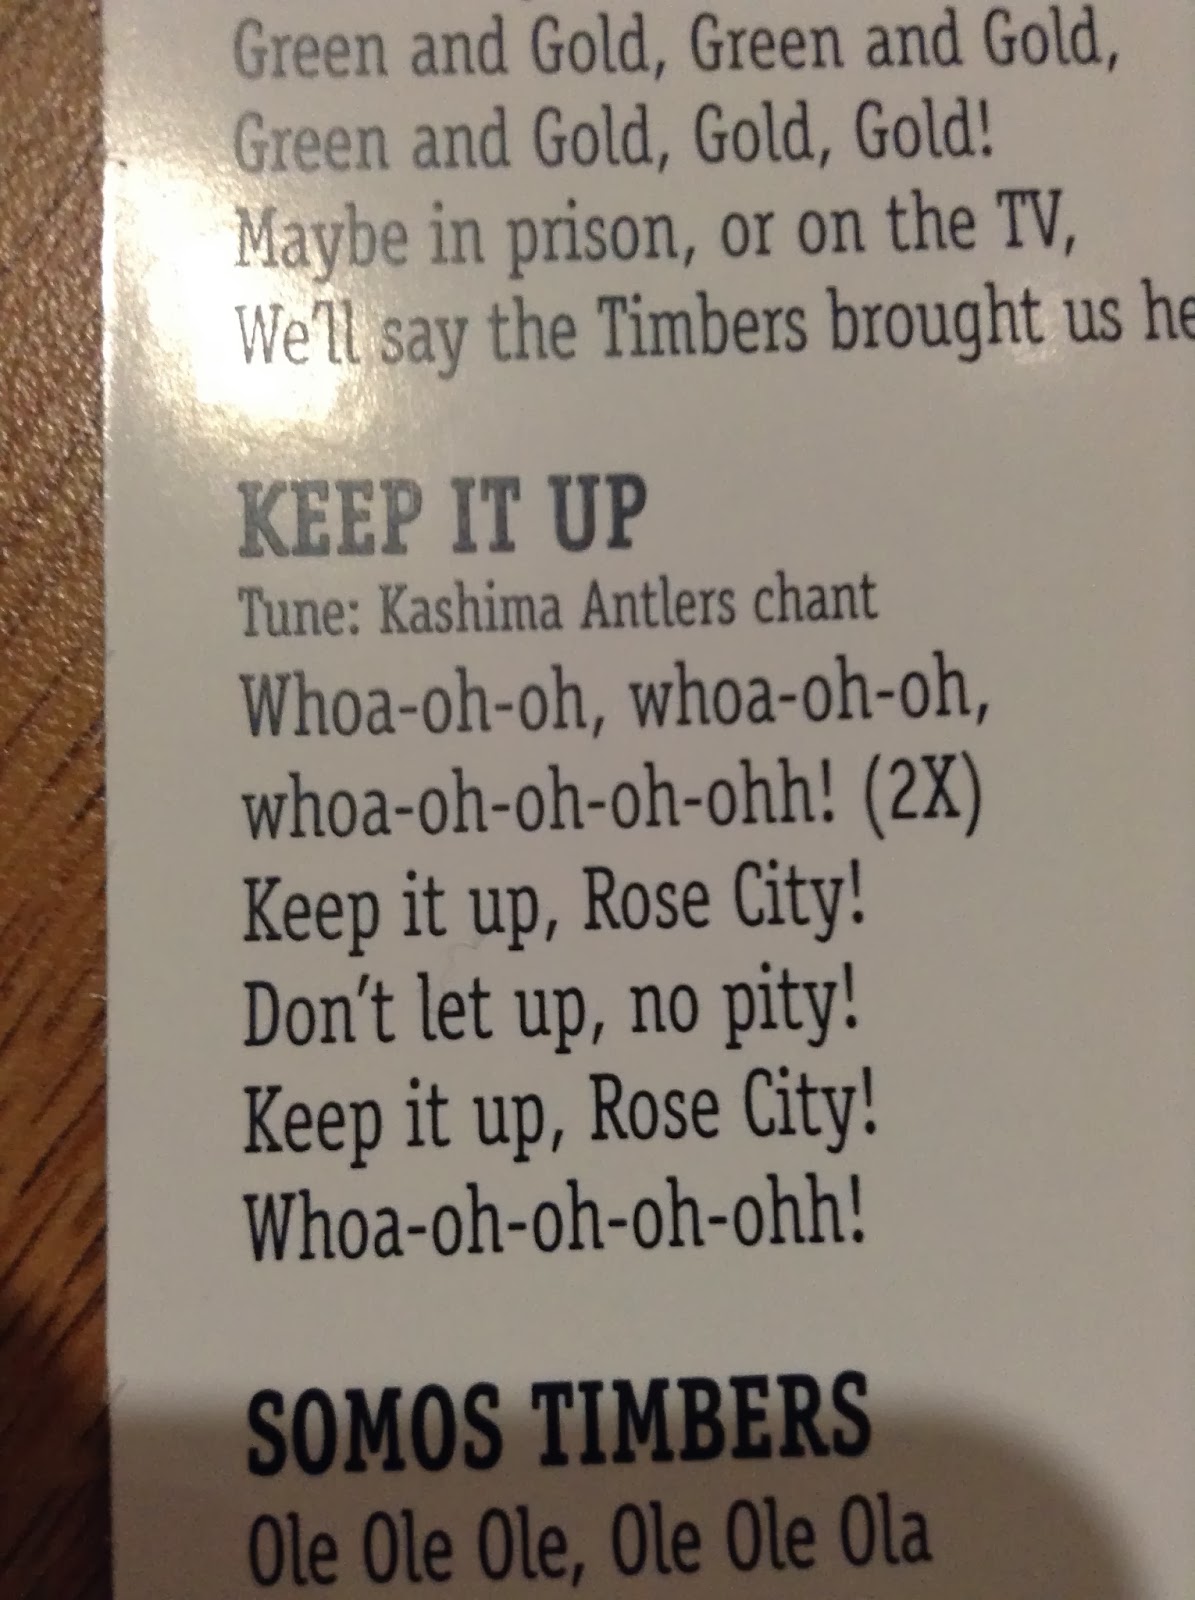 Green and Gold, Green and Gold,
Green and Gold, Gold, Gold!
Maybe in prison, or on the TV,
We'll say the Timbers brought us he
KEEP IT UP
Tune: Kashima Antlers chant
Whoa-oh-oh, whoa-oh-oh,
whoa-oh-oh-oh-ohh! (2X)
Keep it up, Rose City!
Don't let up, no pity!
Keep it up, Rose City!
Whoa-oh-oh-oh-ohh!
SOMOS TIMBERS
Ole Ole Ole, Ole Ole Ola